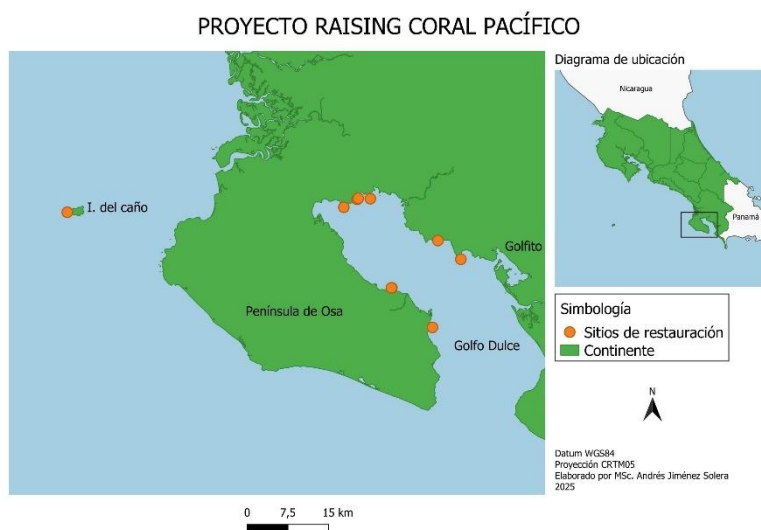 PROYECTO RAISING CORAL PACÍFICO
Diagrama de ubicación
Nicaragua
Panamá
I. del caño
Golfito
Península de Osa
Golfo Dulce
Simbología
Sitios de restauración
Continente
N
Datum WGS84
Proyección CRTM05
Elaborado por MSc. Andrés Jiménez Solera
2025
0 7,5 15 km